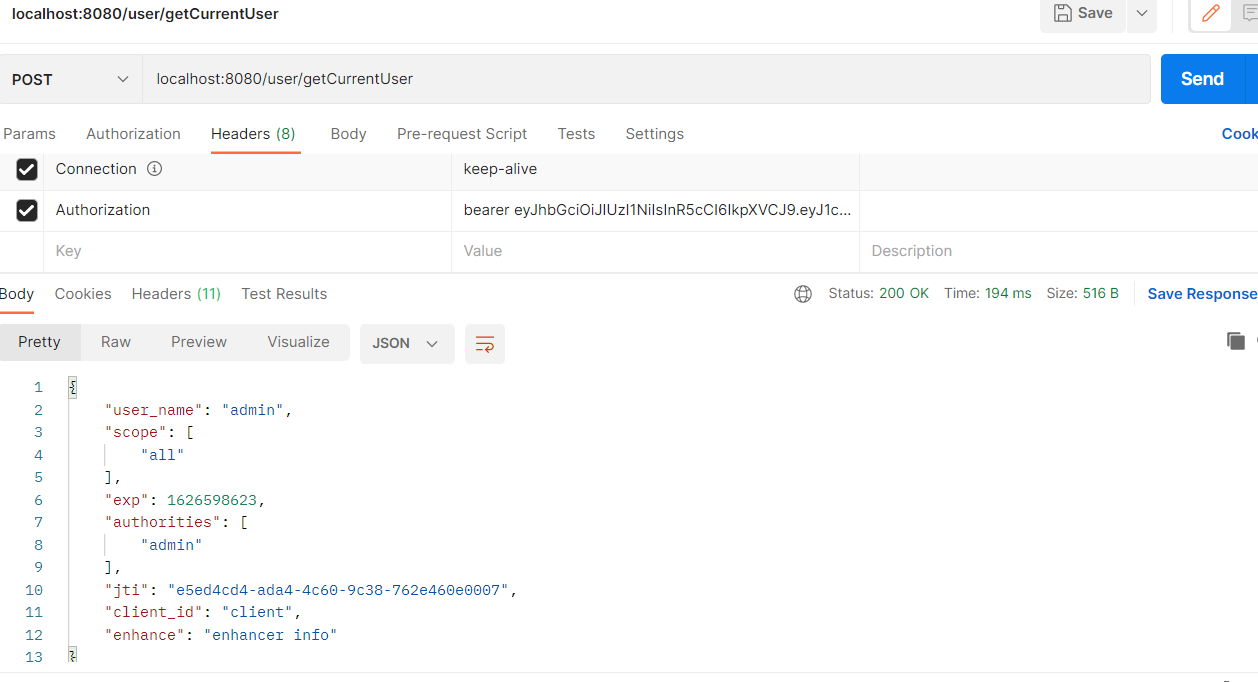 localhost:8080/user/getCurrentUser
Save
POST
localhost:8080/user/getCurrentUser
Send
Params Authorization Headers (8) Body Pre-request Script Tests Settings
Cook
Connection keep-alive
Authorization bearer eyJhbGciOiJIUzI1NiIsInR5cCI6IkpXVCJ9.eyJ1c...
Key Value Description
Body Cookies Headers (11) Test Results Status: 200 OK Time: 194 ms Size: 516 B Save Response
Pretty Raw Preview Visualize JSON
1 {
2 "user_name": "admin",
3 "scope": [
4 "all"
5 ],
6 "exp": 1626598623,
7 "authorities": [
8 "admin"
9 ],
10 "jti": "e5ed4cd4-ada4-4c60-9c38-762e460e0007",
11 "client_id": "client",
12 "enhance": "enhancer info"
13 }